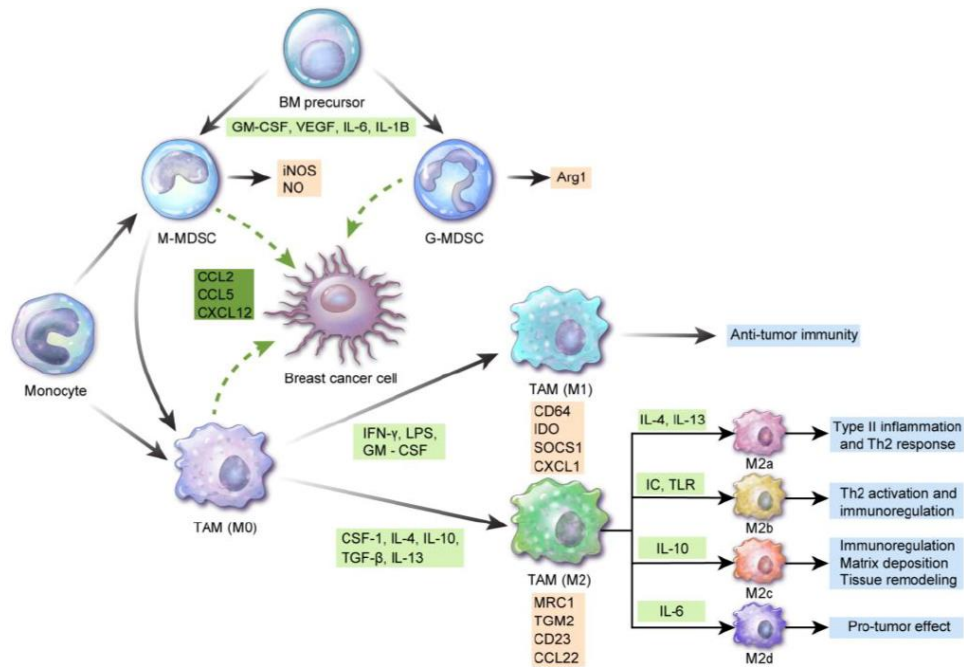 BM precursor
GM-CSF, VEGF, IL-6, IL-1B
iNOS
NO
Arg1
M-MDSC
G-MDSC
CCL2
CCL5
CXCL12
Monocyte
Breast cancer cell
TAM (M1)
Anti-tumor immunity
CD64
IDO
SOCS1
CXCL1
IFN-γ, LPS,
GM - CSF
TAM (M0)
CSF-1, IL-4, IL-10,
TGF-β, IL-13
TAM (M2)
MRC1
TGM2
CD23
CCL22
IL-4, IL-13
M2a
Type II inflammation
and Th2 response
IC, TLR
M2b
Th2 activation and
immunoregulation
IL-10
M2c
Immunoregulation
Matrix deposition
Tissue remodeling
IL-6
M2d
Pro-tumor effect